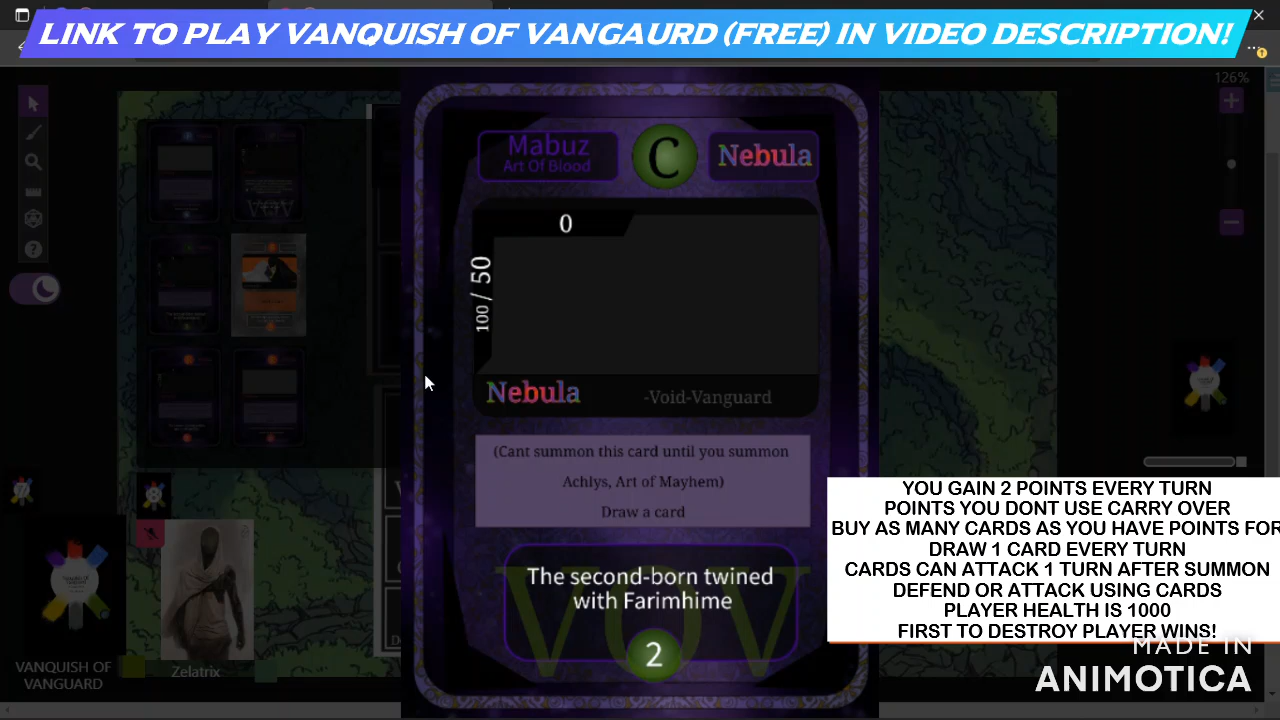 LINK TO PLAY VANQUISH OF VANGAURD (FREE) IN VIDEO DESCRIPTION!
126%
Mabuz
Art Of Blood
C
Nebula
0
100 / 50
Nebula
-Void-Vanguard
(Cant summon this card until you summon
Achlys, Art of Mayhem)
Draw a card
VOV
The second-born twined
with Farimhime
2
YOU GAIN 2 POINTS EVERY TURN
POINTS YOU DONT USE CARRY OVER
BUY AS MANY CARDS AS YOU HAVE POINTS FOR
DRAW 1 CARD EVERY TURN
CARDS CAN ATTACK 1 TURN AFTER SUMMON
DEFEND OR ATTACK USING CARDS
PLAYER HEALTH IS 1000
FIRST TO DESTROY PLAYER WINS!
VANQUISH OF
VANGUARD
Zelatrix
MADE IN
ANIMOTICA